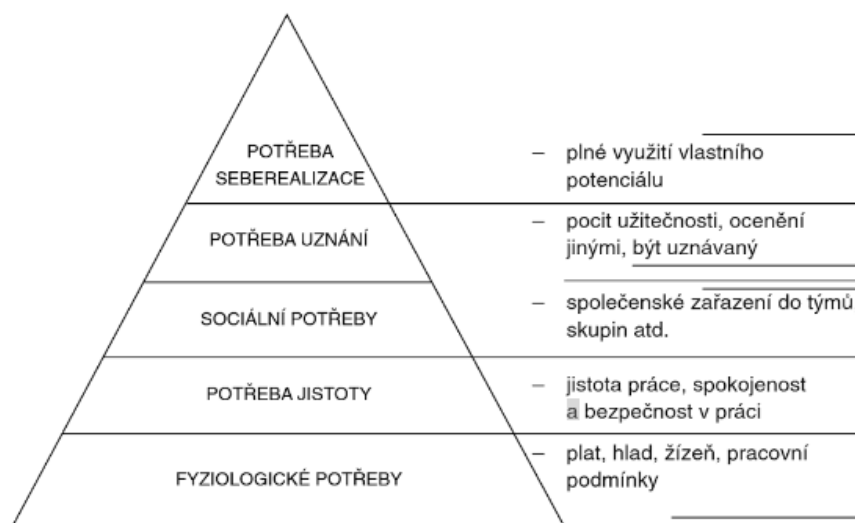 POTŘEBA
SEBEREALIZACE
– plné využití vlastního
potenciálu
POTŘEBA UZNÁNÍ
– pocit užitečnosti, ocenění
jinými, být uznávaný
SOCIÁLNÍ POTŘEBY
– společenské zařazení do týmů
skupin atd.
POTŘEBA JISTOTY
– jistota práce, spokojenost
a bezpečnost v práci
FYZIOLOGICKÉ POTŘEBY
– plat, hlad, žízeň, pracovní
podmínky